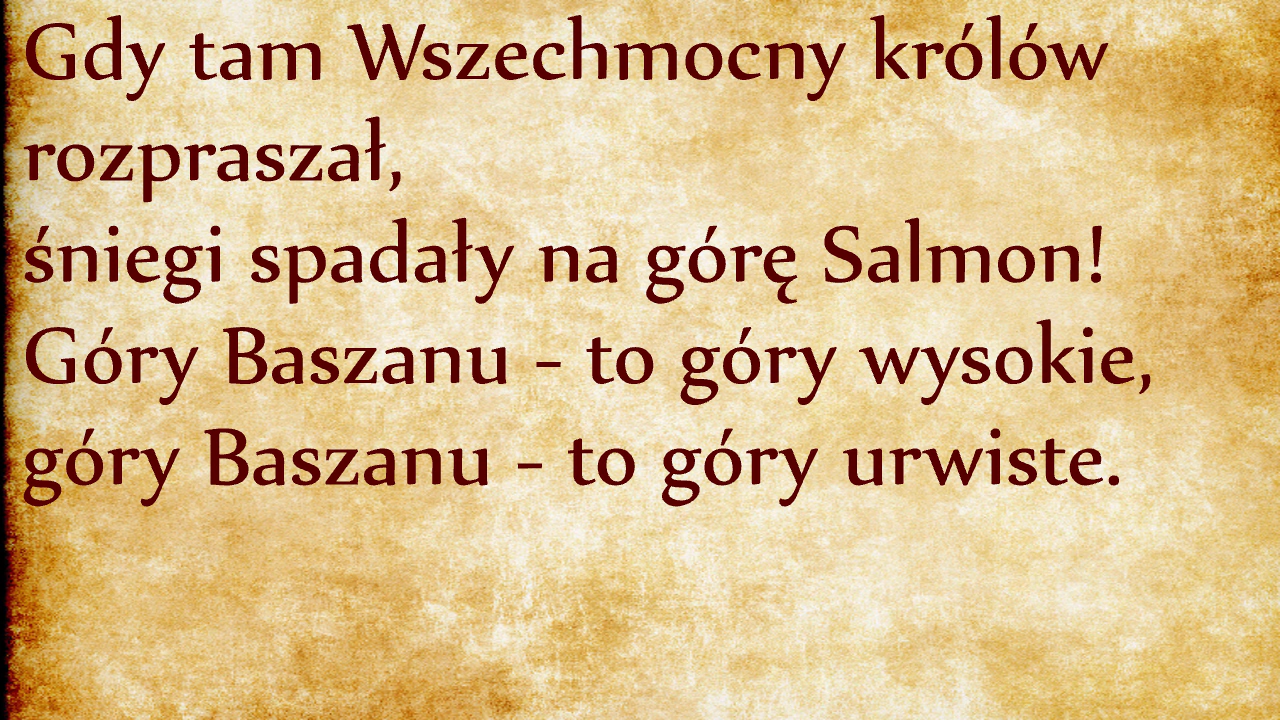 Gdy tam Wszechmocny królów
rozpraszał,
śniegi spadały na górę Salmon!
Góry Baszanu - to góry wysokie,
góry Baszanu - to góry urwiste.